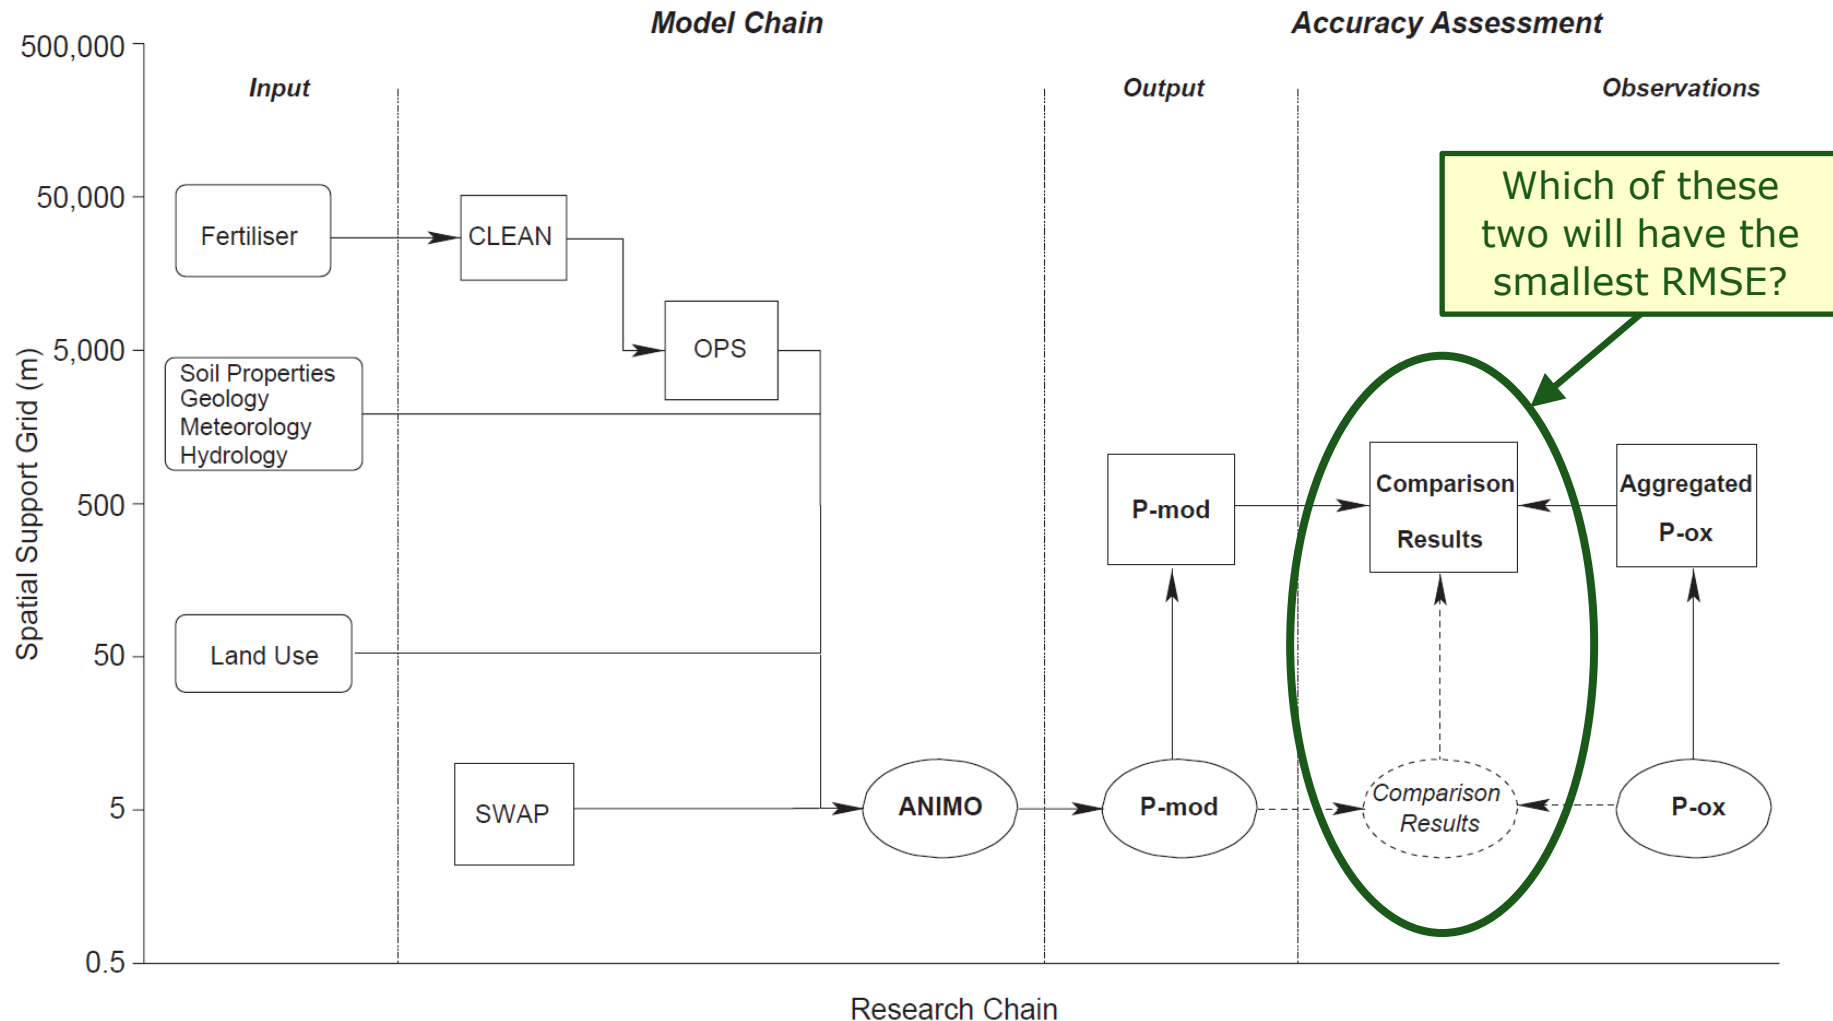 Model Chain
Accuracy Assessment
Input
Output
Observations
500,000
50,000
5,000
500
50
5
0.5
Spatial Support Grid (m)
Research Chain
Fertiliser
CLEAN
OPS
Soil Properties
Geology
Meteorology
Hydrology
Land Use
SWAP
ANIMO
P-mod
P-mod
Which of these
two will have the
smallest RMSE?
Comparison
Results
Aggregated
P-ox
Comparison
Results
P-ox